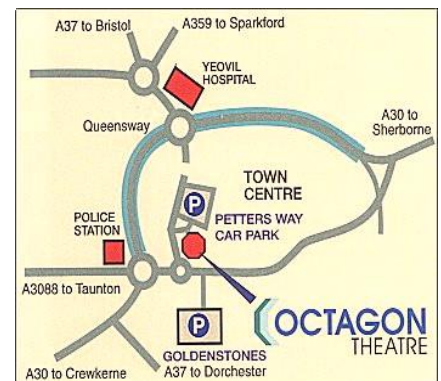 A37 to Bristol
A359 to Sparkford
YEOVIL
HOSPITAL
Queensway
A30 to
Sherborne
TOWN
CENTRE
P
PETTERS WAY
CAR PARK
POLICE
STATION
A3088 to Taunton
P
OCTAGON
THEATRE
GOLDENSTONES
A30 to Crewkerne
A37 to Dorchester